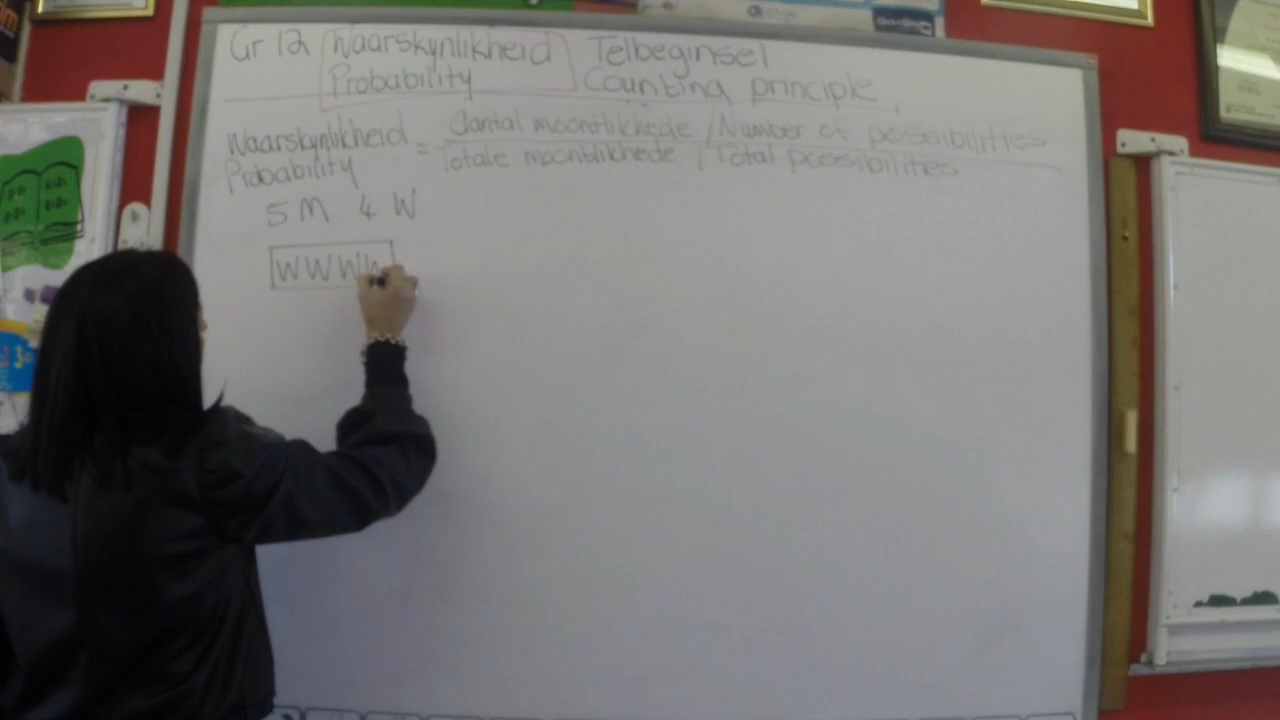 Gr 12 Waarskynlikheid Telbeginsel
Probability Counting principle
Waarskynlikheid = Aantal moontlikhede / Number of possibilities
Probability Totale moontlikhede / Total possibilities
5 M 4 W
W W W W